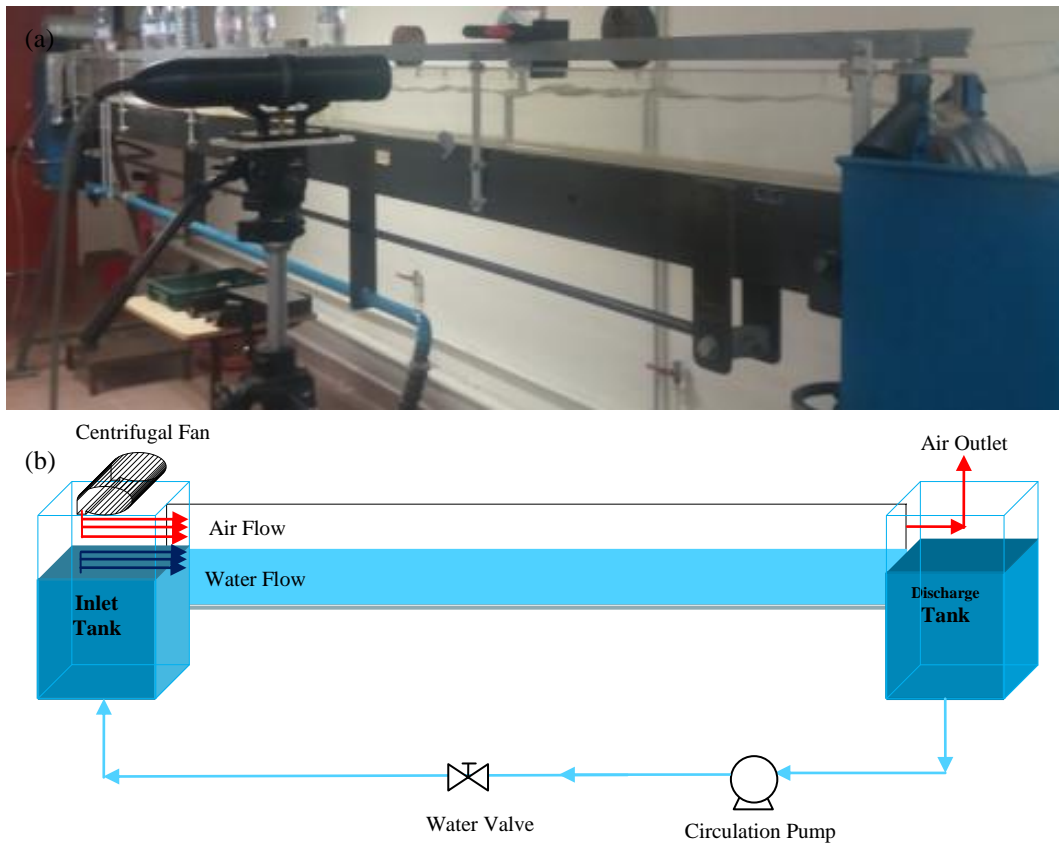 (a)
Centrifugal Fan
(b)
Air Outlet
Air Flow
Water Flow
Inlet
Tank
Discharge
Tank
Water Valve
Circulation Pump